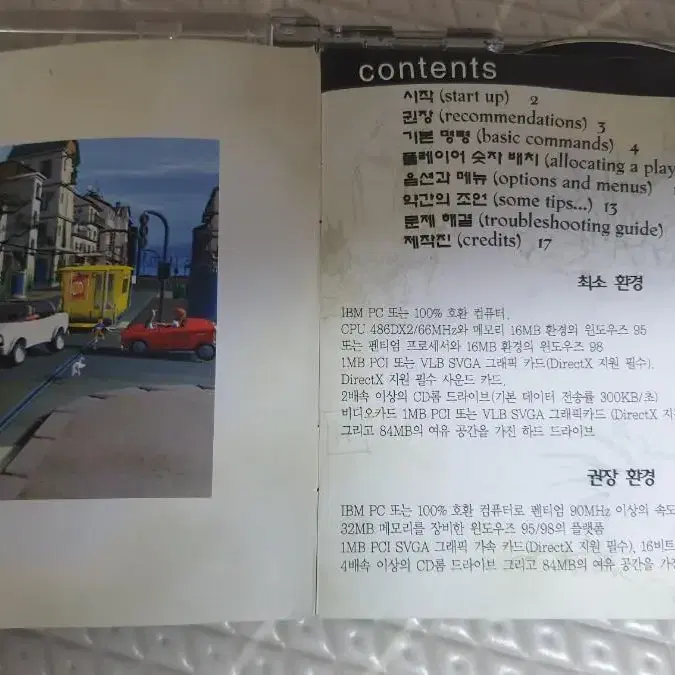 contents
시작 (start up) 2
권장 (recommendations) 3
기본 명령 (basic commands) 4
플레이어 숫자 배치 (allocating a play
옵션과 메뉴 (options and menus)
약간의 조언 (some tips...) 13
문제 해결 (troubleshooting guide)
제작진 (credits) 17
최소 환경
IBM PC 또는 100% 호환 컴퓨터.
CPU 486DX2/66MHz와 메모리 16MB 환경의 윈도우즈 95
또는 펜티엄 프로세서와 16MB 환경의 윈도우즈 98
1MB PCI 또는 VLB SVGA 그래픽 카드(DirectX 지원 필수).
DirectX 지원 필수 사운드 카드.
2배속 이상의 CD롬 드라이브(기본 데이터 전송률 300KB/초)
비디오카드 1MB PCI 또는 VLB SVGA 그래픽카드 (DirectX 지
그리고 84MB의 여유 공간을 가진 하드 드라이브
권장 환경
IBM PC 또는 100% 호환 컴퓨터로 펜티엄 90MHz 이상의 속도
32MB 메모리를 장비한 윈도우즈 95/98의 플랫폼
1MB PCI SVGA 그래픽 가속 카드(DirectX 지원 필수), 16비트
4배속 이상의 CD롬 드라이브 그리고 84MB의 여유 공간을 가진